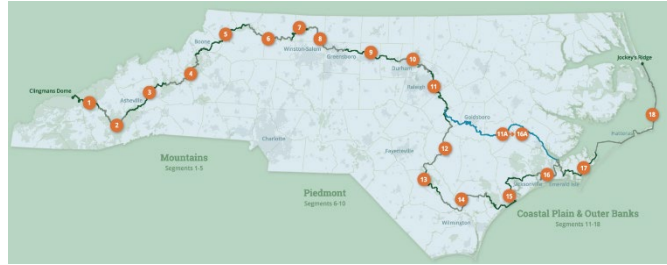 7
5
6
8
Boone
Winston-Salem
Greensboro
9
10
Durham
Jockey's Ridge
4
11
Raleigh
Clingmans Dome
1
3
Asheville
2
Goldsboro
11A
16A
18
Hatteras
Charlotte
Fayetteville
12
Mountains
Segments 1-5
13
16
17
Jacksonville
Emerald Isle
Piedmont
Segments 6-10
14
15
Coastal Plain & Outer Banks
Segments 11-18
Wilmington